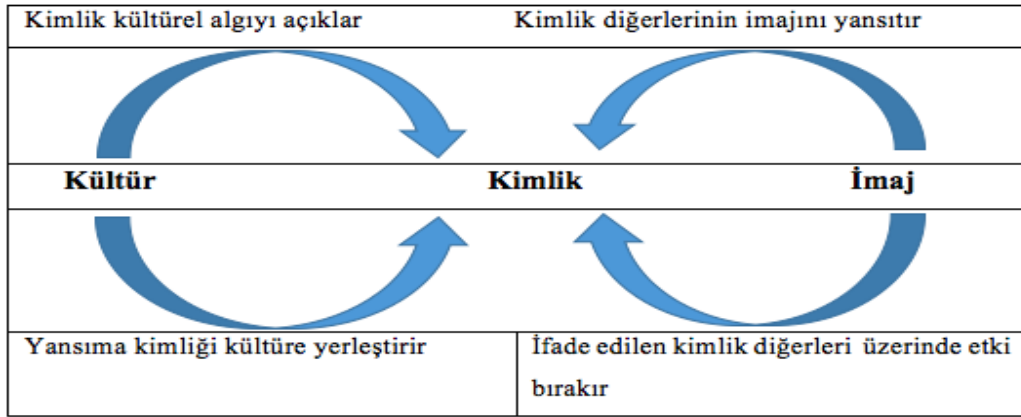 Kimlik kültürel algıyı açıklar
Kimlik diğerlerinin imajını yansıtır
Kültür
Kimlik
İmaj
Yansıma kimliği kültüre yerleştirir
İfade edilen kimlik diğerleri üzerinde etki
bırakır